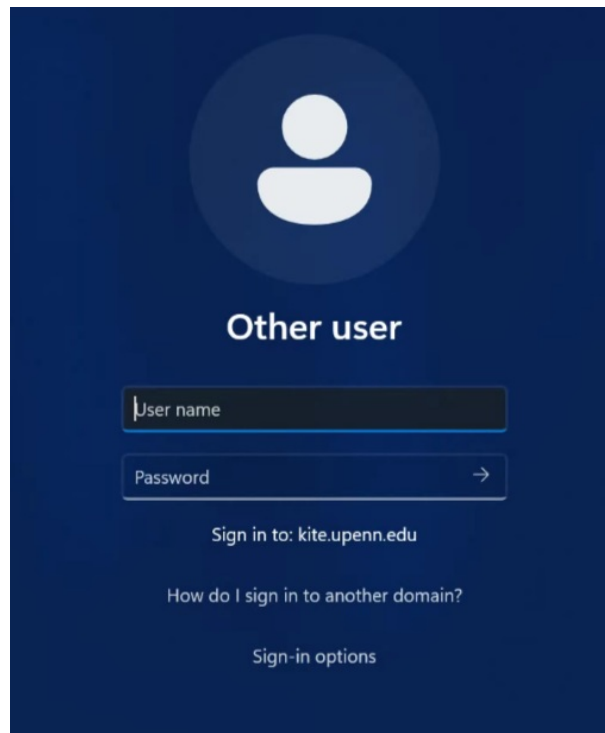 Other user
User name
Password
Sign in to: kite.upenn.edu
How do I sign in to another domain?
Sign-in options